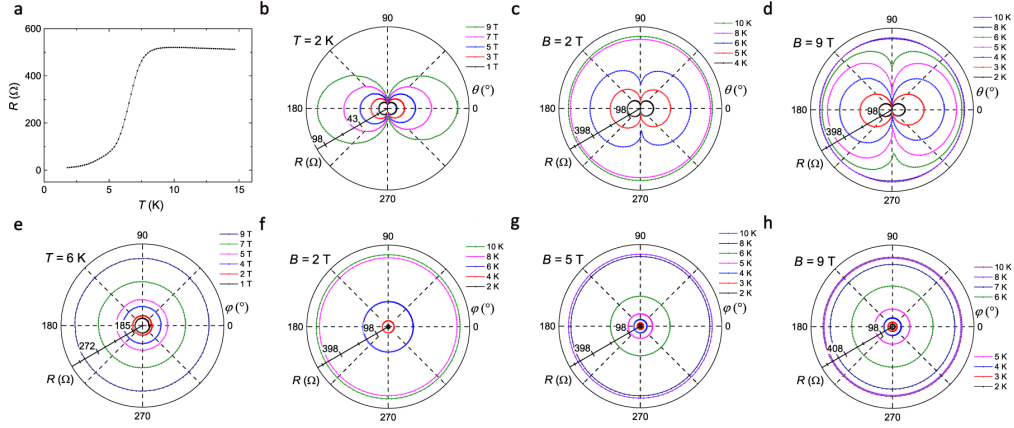 a
600
400
200
0
R (Ω)
0
5
10
15
T (K)
b
T = 2 K
90
9 T
7 T
5 T
3 T
1 T
θ (°)
180
0
43
98
R (Ω)
270
c
B = 2 T
90
10 K
8 K
6 K
5 K
4 K
θ (°)
180
0
98
398
R (Ω)
270
d
B = 9 T
90
10 K
8 K
6 K
5 K
4 K
3 K
2 K
θ (°)
180
0
98
398
R (Ω)
270
e
T = 6 K
90
9 T
7 T
5 T
4 T
2 T
1 T
φ (°)
180
0
185
272
R (Ω)
270
f
B = 2 T
90
10 K
8 K
6 K
4 K
2 K
φ (°)
180
0
98
398
R (Ω)
270
g
B = 5 T
90
10 K
8 K
6 K
5 K
4 K
3 K
2 K
φ (°)
180
0
98
398
R (Ω)
270
h
B = 9 T
90
10 K
8 K
7 K
6 K
φ (°)
180
0
98
408
R (Ω)
5 K
4 K
3 K
2 K
270